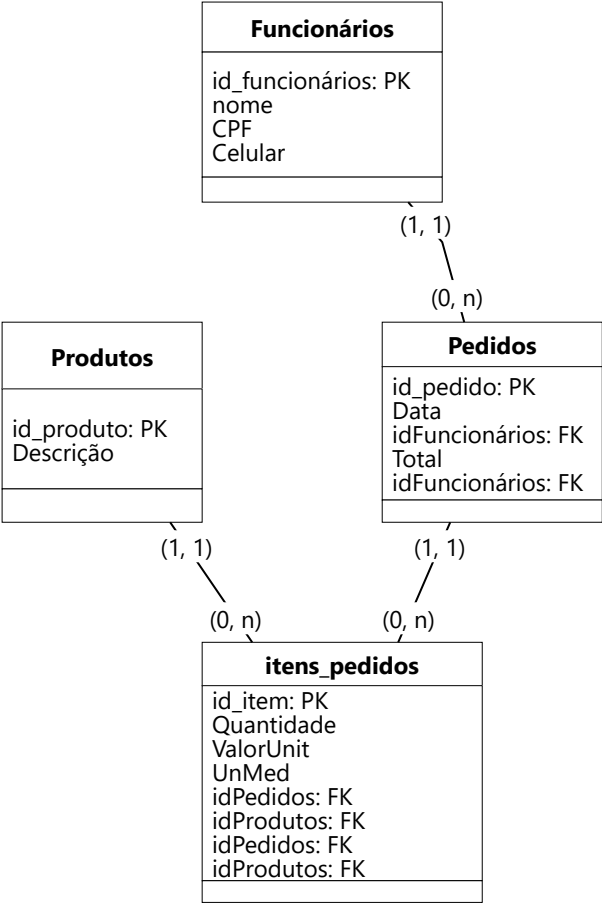 Funcionários
id_funcionários: PK
nome
CPF
Celular
(1, 1)
(0, n)
Produtos
id_produto: PK
Descrição
Pedidos
id_pedido: PK
Data
idFuncionários: FK
Total
idFuncionários: FK
(1, 1)
(1, 1)
(0, n)
(0, n)
itens_pedidos
id_item: PK
Quantidade
ValorUnit
UnMed
idPedidos: FK
idProdutos: FK
idPedidos: FK
idProdutos: FK